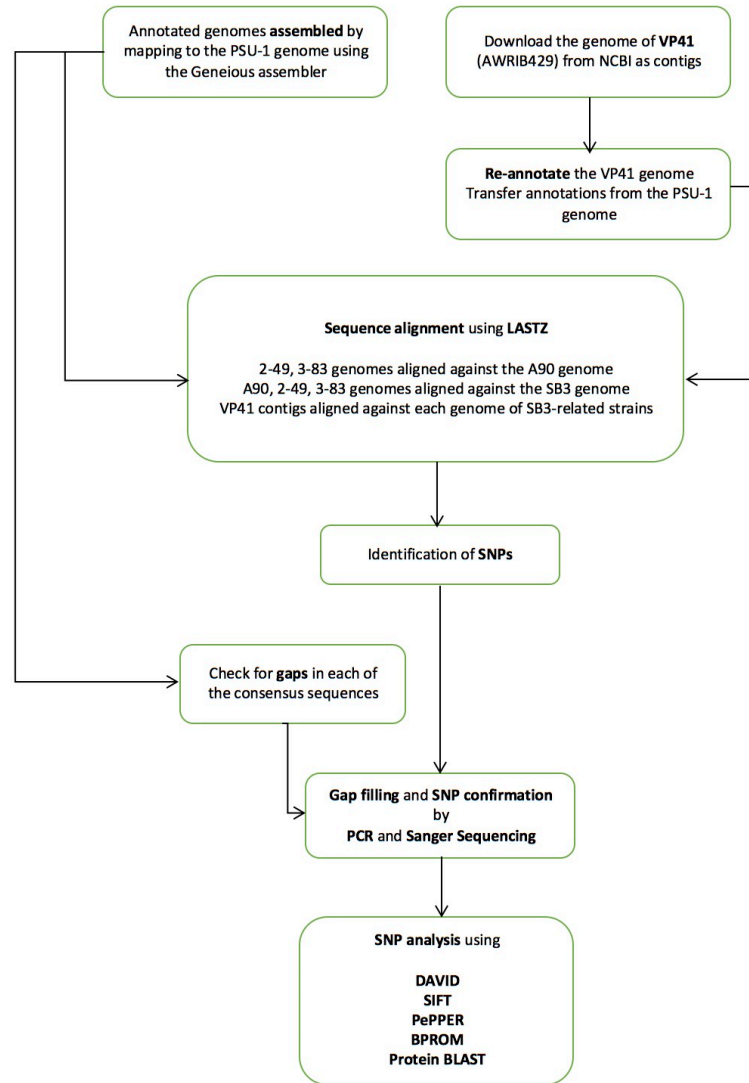 Annotated genomes assembled by
mapping to the PSU-1 genome using
the Geneious assembler
Download the genome of VP41
(AWRIB429) from NCBI as contigs
Re-annotate the VP41 genome
Transfer annotations from the PSU-1
genome
Sequence alignment using LASTZ
2-49, 3-83 genomes aligned against the A90 genome
A90, 2-49, 3-83 genomes aligned against the SB3 genome
VP41 contigs aligned against each genome of SB3-related strains
Identification of SNPs
Check for gaps in each of
the consensus sequences
Gap filling and SNP confirmation
by
PCR and Sanger Sequencing
SNP analysis using
DAVID
SIFT
PePPER
BPROM
Protein BLAST